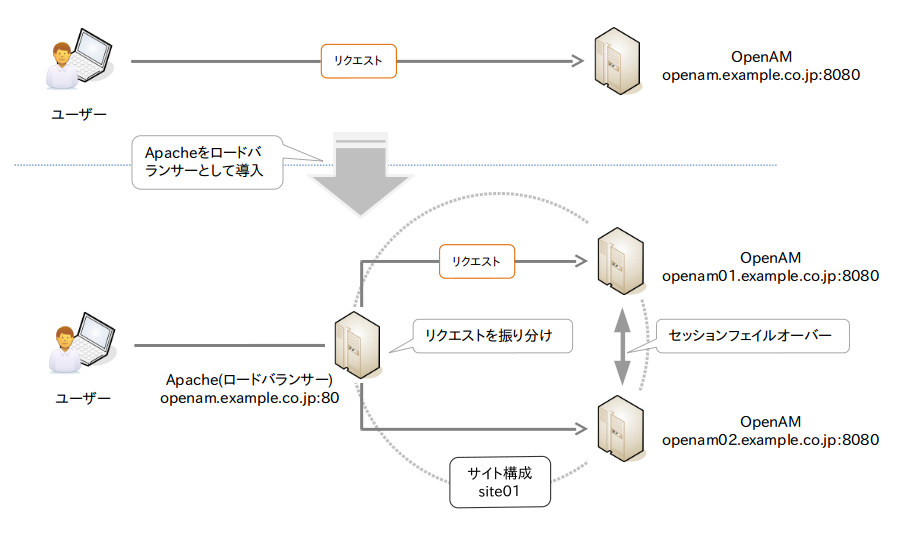 リクエスト
OpenAM
openam.example.co.jp:8080
ユーザー
Apacheをロードバ
ランサーとして導入
リクエスト
OpenAM
openam01.example.co.jp:8080
リクエストを振り分け
セッションフェイルオーバー
Apache(ロードバランサー)
openam.example.co.jp:80
ユーザー
OpenAM
openam02.example.co.jp:8080
サイト構成
site01